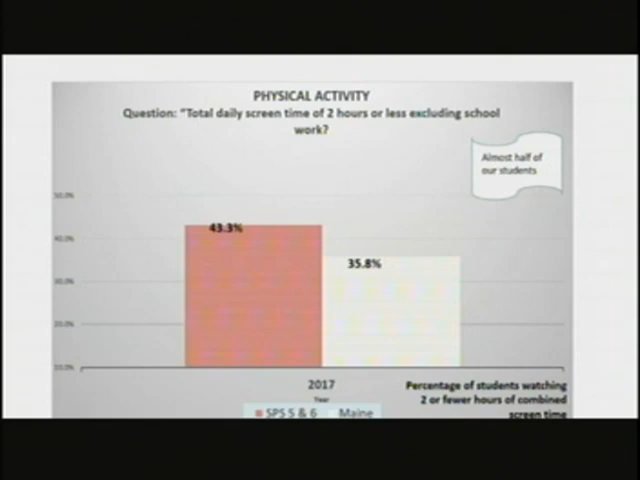 PHYSICAL ACTIVITY
Question: "Total daily screen time of 2 hours or less excluding school
work?
Almost half of
our students
50.0%
43.3%
40.0%
35.8%
30.0%
20.0%
10.0%
2017
Year
SPS 5 & 6 Maine
Percentage of students watching
2 or fewer hours of combined
screen time